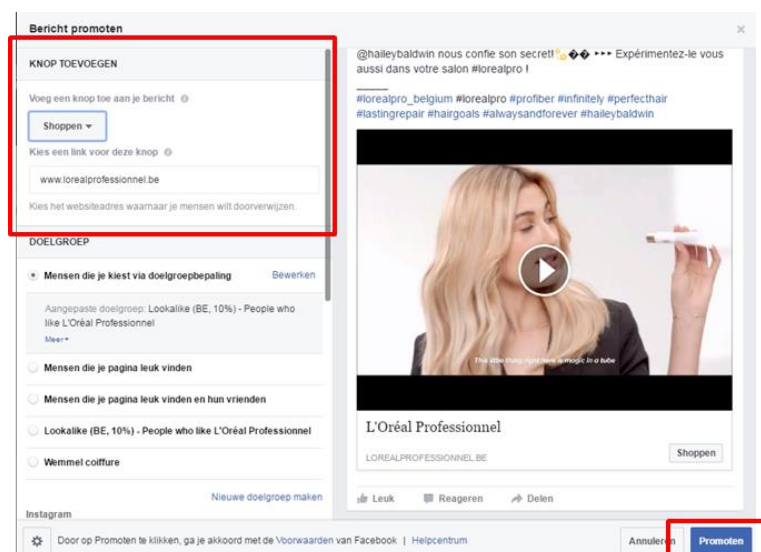 Bericht promoten
KNOP TOEVOEGEN
Voeg een knop toe aan je bericht
Shoppen
Kies een link voor deze knop
www.lorealprofessionnel.be
Kies het websiteadres waarnaar je mensen wilt doorverwijzen.
DOELGROEP
Mensen die je kiest via doelgroepbepaling Bewerken
Aangepaste doelgroep: Lookalike (BE, 10%) - People who
like L'Oréal Professionnel
Meer
Mensen die je pagina leuk vinden
Mensen die je pagina leuk vinden en hun vrienden
Lookalike (BE, 10%) - People who like L'Oréal Professionnel
Wemmel coiffure
Nieuwe doelgroep maken
Instagram
@haileybaldwin nous confie son secret! Expérimentez-le vous
aussi dans votre salon #lorealpro !
_____
#lorealpro_belgium #lorealpro #profiber #infinitely #perfecthair
#lastingrepair #hairgoals #alwaysandforever #haileybaldwin
This little thing right here is magic in a tube
L'Oréal Professionnel
LOREALPROFESSIONNEL.BE
Shoppen
Leuk Reageren Delen
Door op Promoten te klikken, ga je akkoord met de Voorwaarden van Facebook | Helpcentrum
Annuleren Promoten